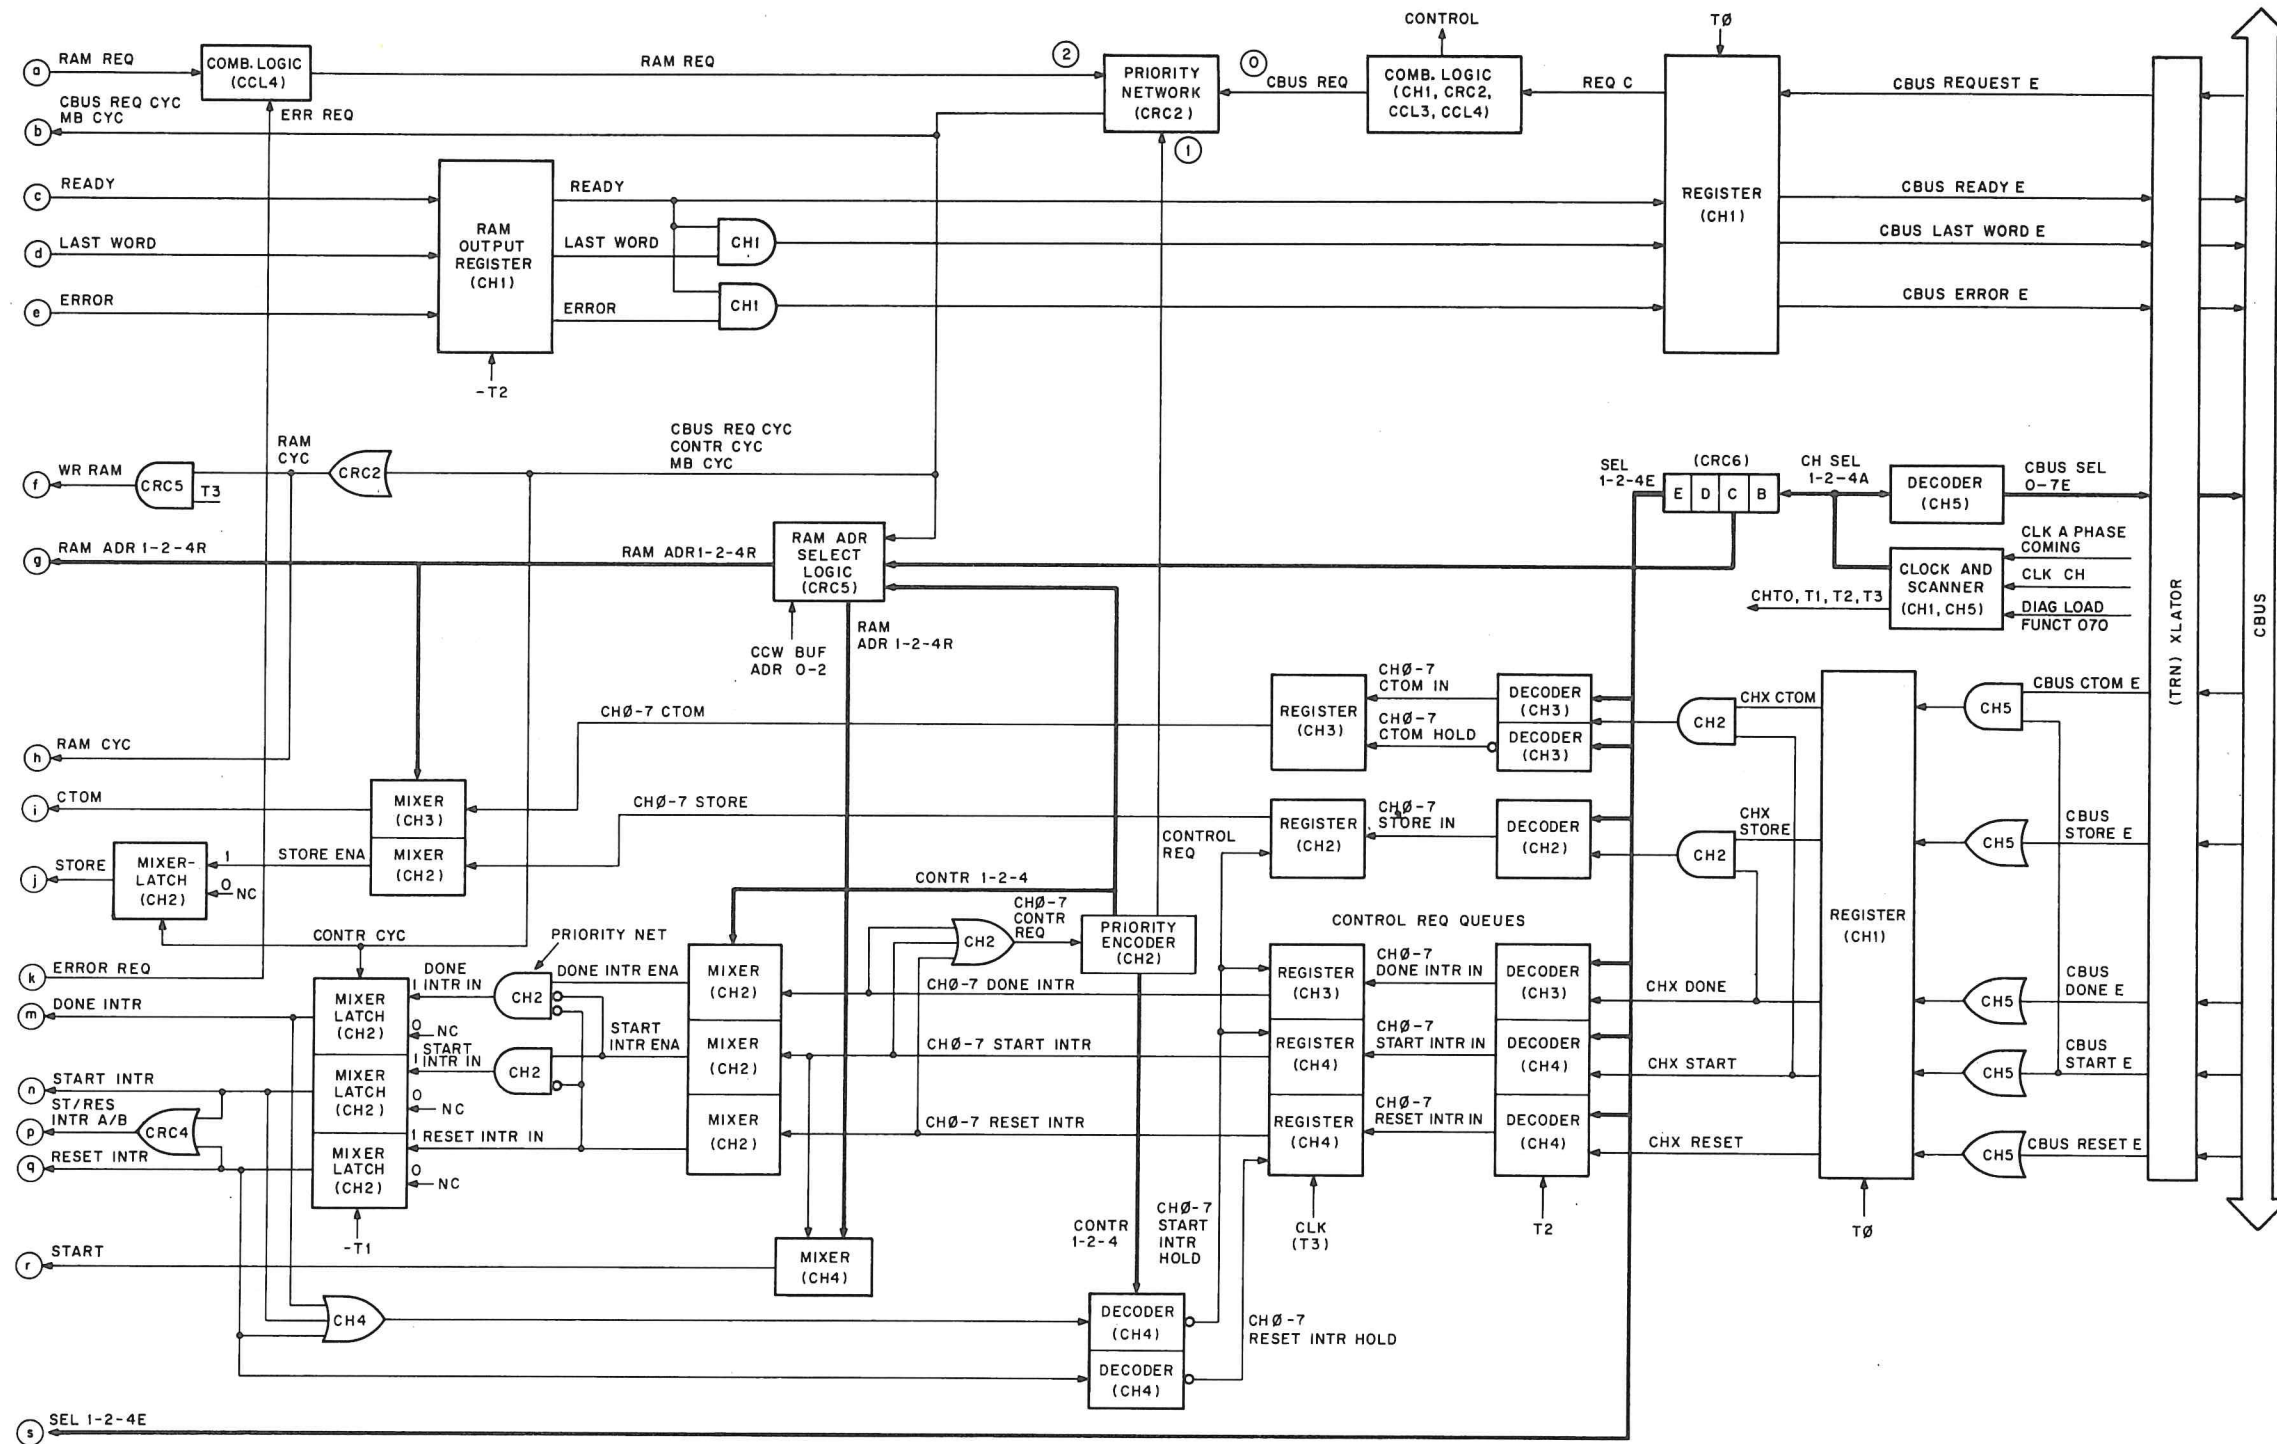 CONTROL
TØ
a
RAM REQ
COMB. LOGIC
(CCL4)
RAM REQ
2
PRIORITY
NETWORK
(CRC2)
0
CBUS REQ
COMB. LOGIC
(CH1, CRC2,
CCL3, CCL4)
REQ C
CBUS REQUEST E
CBUS REQ CYC
MB CYC
b
ERR REQ
1
c
READY
READY
REGISTER
(CH1)
CBUS READY E
RAM
OUTPUT
REGISTER
(CH1)
d
LAST WORD
LAST WORD
CH1
CBUS LAST WORD E
e
ERROR
ERROR
CH1
CBUS ERROR E
-T2
RAM
CYC
CBUS REQ CYC
CONTR CYC
MB CYC
f
WR RAM
CRC5
T3
CRC2
SEL
1-2-4E
(CRC6)
E
D
C
B
CH SEL
1-2-4A
DECODER
(CH5)
CBUS SEL
0-7E
g
RAM ADR 1-2-4R
RAM ADR1-2-4R
RAM ADR
SELECT
LOGIC
(CRC5)
CLK A PHASE
COMING
CLOCK AND
SCANNER
(CH1, CH5)
CLK CH
CHT0, T1, T2, T3
DIAG LOAD
FUNCT 070
(TRN) XLATOR
CBUS
RAM
ADR 1-2-4R
CCW BUF
ADR 0-2
h
RAM CYC
CHØ-7 CTOM
REGISTER
(CH3)
CHØ-7
CTOM IN
CHØ-7
CTOM HOLD
DECODER
(CH3)
DECODER
(CH3)
CH2
CHX CTOM
CH5
CBUS CTOM E
i
CTOM
MIXER
(CH3)
CHØ-7 STORE
REGISTER
(CH2)
CHØ-7
STORE IN
DECODER
(CH2)
CH2
CHX
STORE
CH5
CBUS
STORE E
CONTROL
REQ
j
STORE
MIXER-
LATCH
(CH2)
1
STORE ENA
MIXER
(CH2)
0
NC
CONTR 1-2-4
CHØ-7
CONTR
REQ
PRIORITY
ENCODER
(CH2)
CONTROL REQ QUEUES
REGISTER
(CH1)
CONTR CYC
PRIORITY NET
CH2
k
ERROR REQ
DONE
INTR IN
1
CH2
DONE INTR ENA
MIXER
(CH2)
CHØ-7 DONE INTR
REGISTER
(CH3)
CHØ-7
DONE INTR IN
DECODER
(CH3)
CHX DONE
CH5
CBUS
DONE E
m
DONE INTR
MIXER
LATCH
(CH2)
0
NC
START
INTR IN
1
CH2
START
INTR ENA
MIXER
(CH2)
CHØ-7 START INTR
REGISTER
(CH4)
CHØ-7
START INTR IN
DECODER
(CH4)
CHX START
CH5
CBUS
START E
n
START INTR
MIXER
LATCH
(CH2)
0
NC
p
ST/RES
INTR A/B
CRC4
1
RESET INTR IN
MIXER
(CH2)
CHØ-7 RESET INTR
REGISTER
(CH4)
CHØ-7
RESET INTR IN
DECODER
(CH4)
CHX RESET
CH5
CBUS RESET E
q
RESET INTR
MIXER
LATCH
(CH2)
0
NC
-T1
CONTR
1-2-4
CHØ-7
START
INTR
HOLD
CLK
(T3)
T2
TØ
r
START
MIXER
(CH4)
CH4
DECODER
(CH4)
DECODER
(CH4)
CHØ-7
RESET INTR HOLD
s
SEL 1-2-4E